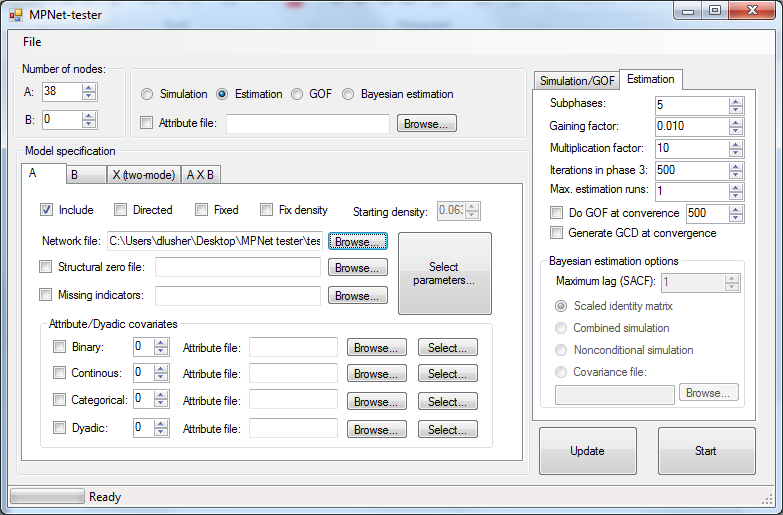 MPNet-tester
File
Number of nodes:
A: 38
B: 0
Simulation Estimation GOF Bayesian estimation
Attribute file: Browse...
Model specification
A B X (two-mode) A X B
Include Directed Fixed Fix density Starting density: 0.063
Network file: C:\Users\dlusher\Desktop\MPNet tester\tes Browse...
Structural zero file: Browse...
Missing indicators: Browse...
Select
parameters...
Attribute/Dyadic covariates
Binary: 0 Attribute file: Browse... Select...
Continous: 0 Attribute file: Browse... Select...
Categorical: 0 Attribute file: Browse... Select...
Dyadic: 0 Attribute file: Browse... Select...
Simulation/GOF Estimation
Subphases: 5
Gaining factor: 0.010
Multiplication factor: 10
Iterations in phase 3: 500
Max. estimation runs: 1
Do GOF at converence 500
Generate GCD at convergence
Bayesian estimation options
Maximum lag (SACF): 1
Scaled identity matrix
Combined simulation
Nonconditional simulation
Covariance file:
Browse...
Update Start
Ready